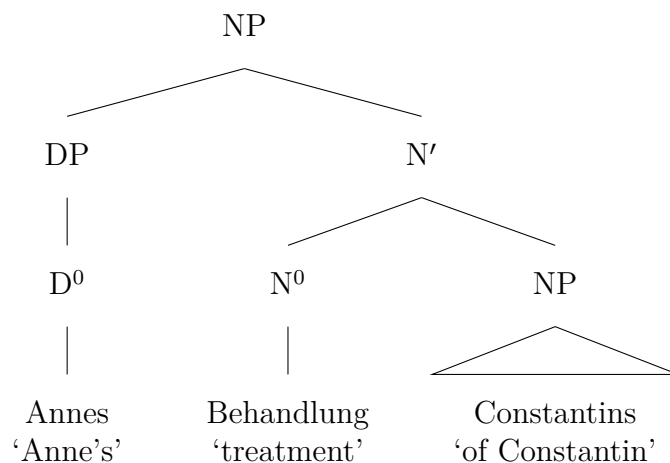 NP
DP N′
D⁰ N⁰ NP
Annes Behandlung Constantins
‘Anne’s’ ‘treatment’ ‘of Constantin’